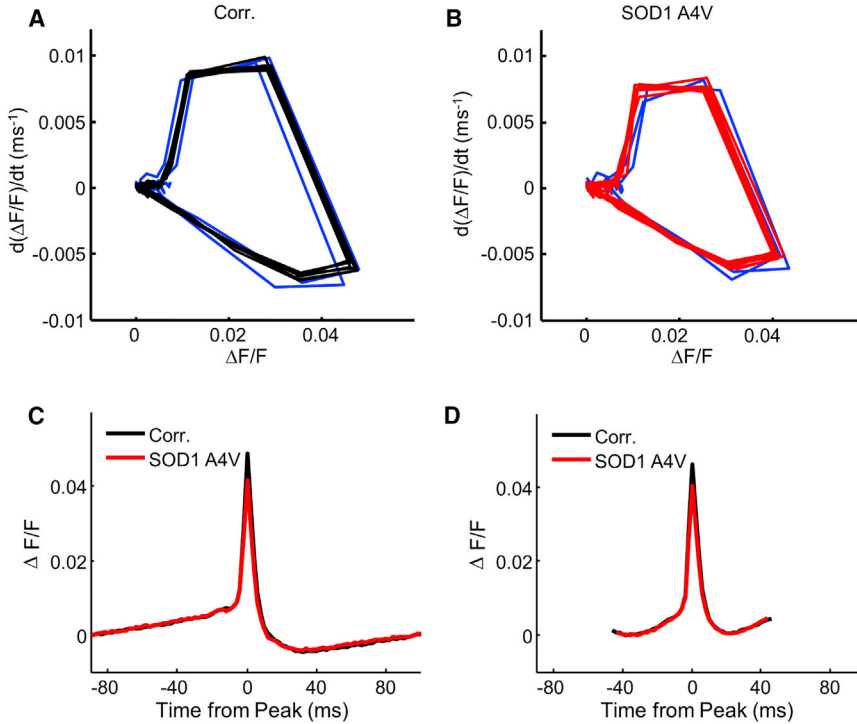 A
Corr.
d(ΔF/F)/dt (ms⁻¹)
0.01
0.005
0
-0.005
-0.01
0
0.02
0.04
ΔF/F
B
SOD1 A4V
d(ΔF/F)/dt (ms⁻¹)
0.01
0.005
0
-0.005
-0.01
0
0.02
0.04
ΔF/F
C
Corr.
SOD1 A4V
Δ F/F
0.04
0.02
0
-80
-40
0
40
80
Time from Peak (ms)
D
Corr.
SOD1 A4V
Δ F/F
0.04
0.02
0
-80
-40
0
40
80
Time from Peak (ms)